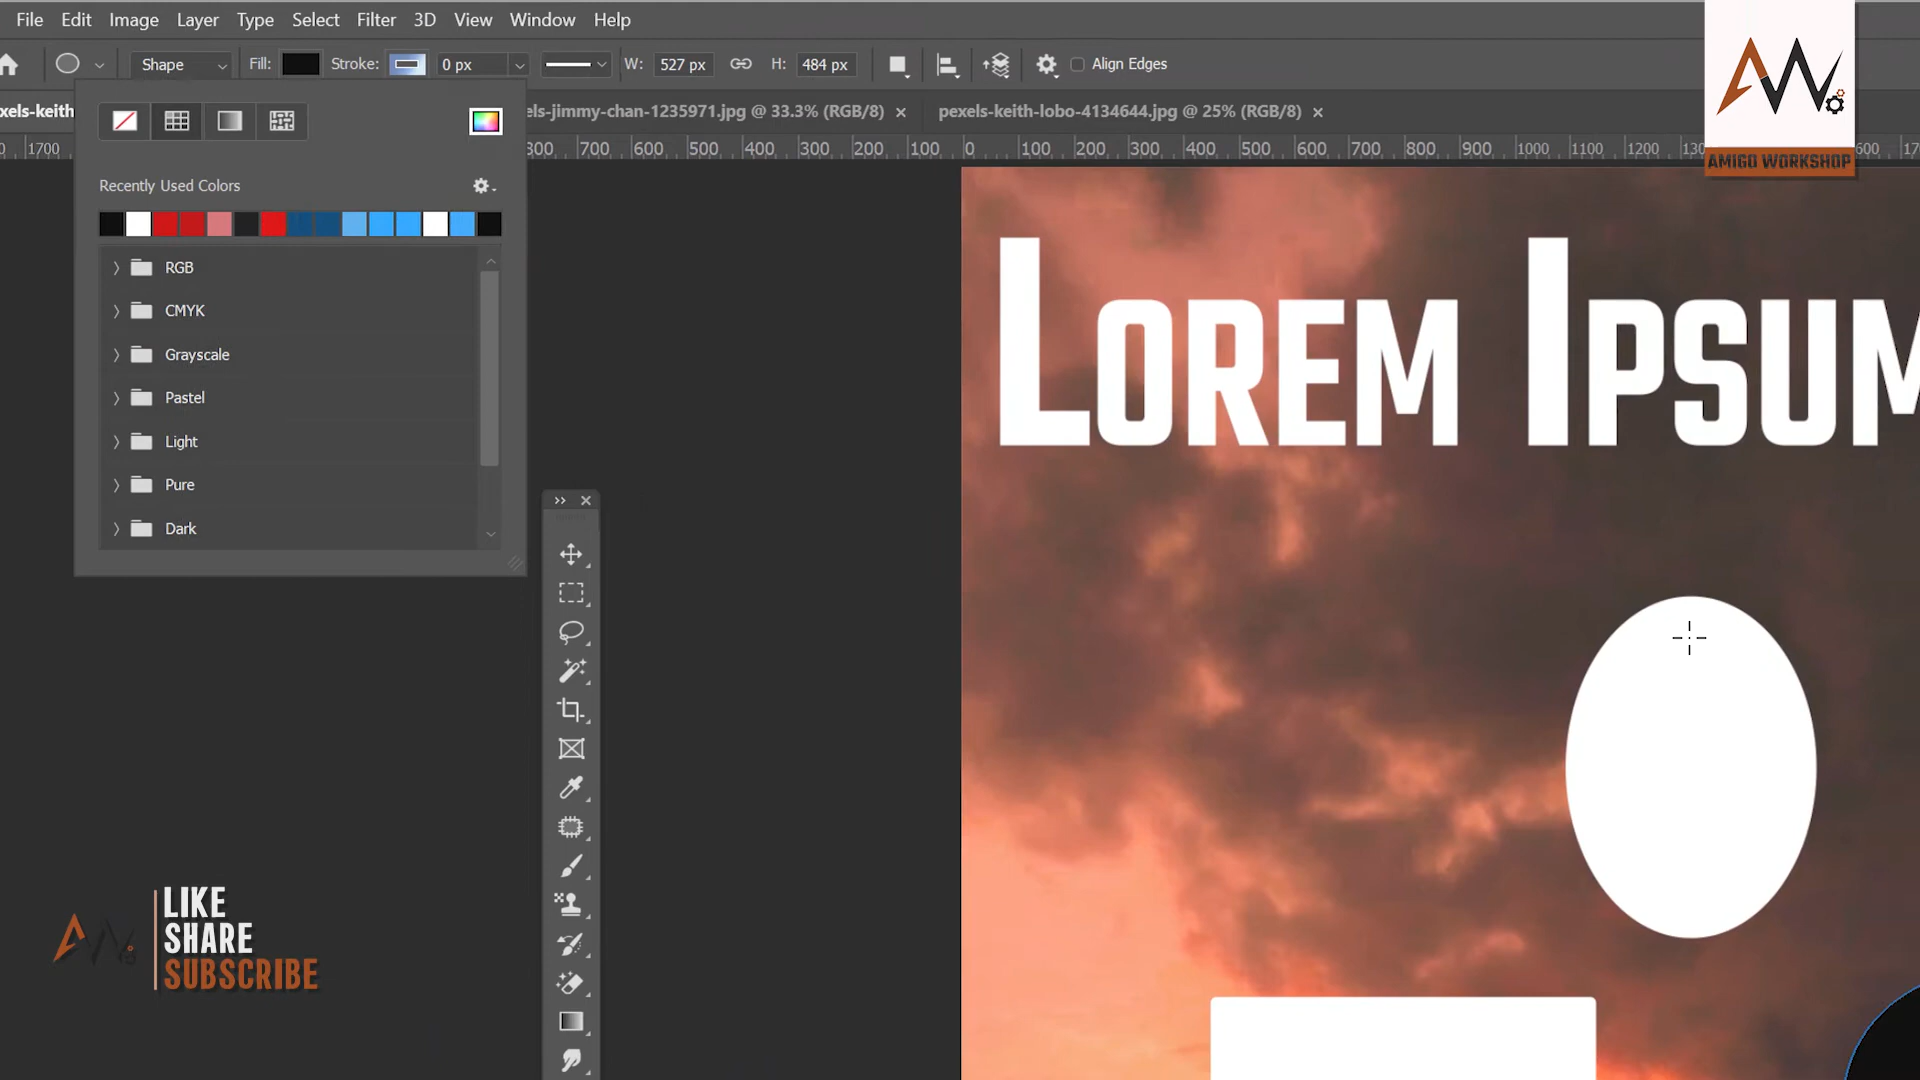 File Edit Image Layer Type Select Filter 3D View Window Help
Shape Fill: Stroke: 0 px W: 527 px H: 484 px Align Edges
xels-keith els-jimmy-chan-1235971.jpg @ 33.3% (RGB/8) × pexels-keith-lobo-4134644.jpg @ 25% (RGB/8) ×
0 1700 800 700 600 500 400 300 200 100 0 100 200 300 400 500 600 700 800 900 1000 1100 1200 130 600 170
AMIGO WORKSHOP
Recently Used Colors
RGB
CMYK
Grayscale
Pastel
Light
Pure
Dark
LOREM IPSUM
LIKE
SHARE
SUBSCRIBE